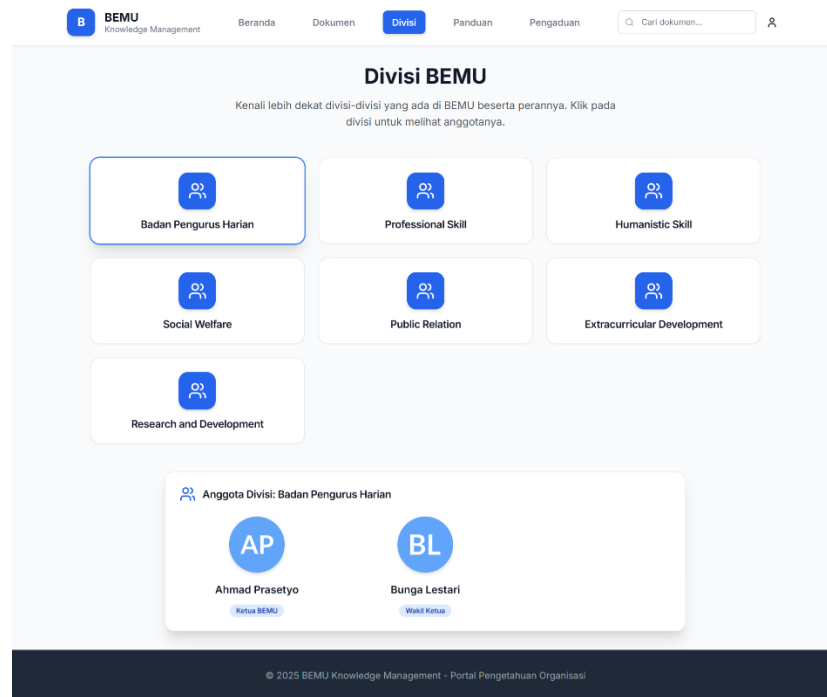 B
BEMU
Knowledge Management
Beranda
Dokumen
Divisi
Panduan
Pengaduan
Cari dokumen...
Divisi BEMU
Kenali lebih dekat divisi-divisi yang ada di BEMU beserta perannya. Klik pada
divisi untuk melihat anggotanya.
Badan Pengurus Harian
Professional Skill
Humanistic Skill
Social Welfare
Public Relation
Extracurricular Development
Research and Development
Anggota Divisi: Badan Pengurus Harian
AP
BL
Ahmad Prasetyo
Bunga Lestari
Ketua BEMU
Wakil Ketua
© 2025 BEMU Knowledge Management - Portal Pengetahuan Organisasi